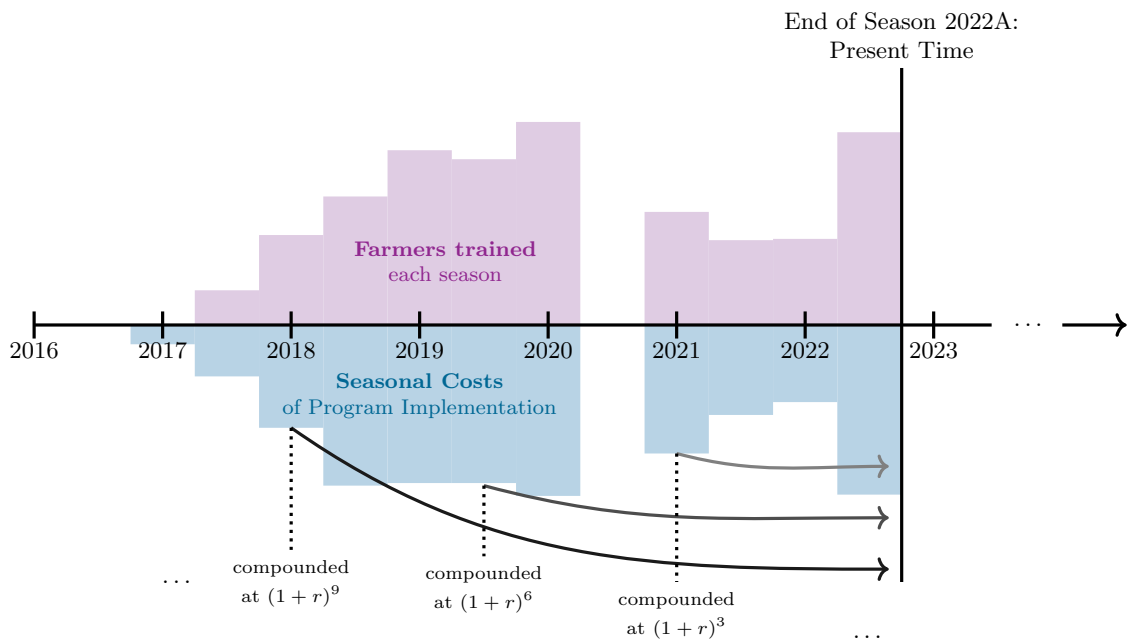 End of Season 2022A:
Present Time
Farmers trained
each season
...
2016 2017 2018 2019 2020 2021 2022 2023
Seasonal Costs
of Program Implementation
compounded
at (1 + r)^9
compounded
at (1 + r)^6
compounded
at (1 + r)^3
...
...